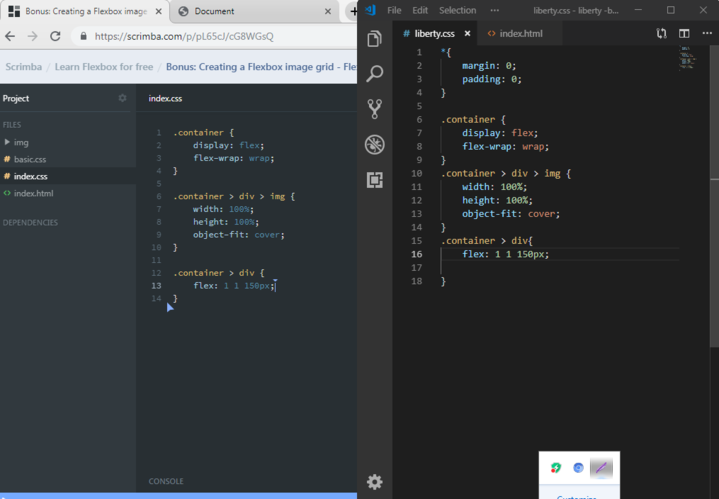 Bonus: Creating a Flexbox image
Document
https://scrimba.com/p/pL65cJ/cG8WGsQ
Scrimba / Learn Flexbox for free / Bonus: Creating a Flexbox image grid - Fle
Project
FILES
img
# basic.css
# index.css
<> index.html
DEPENDENCIES
index.css
1 .container {
2 display: flex;
3 flex-wrap: wrap;
4 }
5
6 .container > div > img {
7 width: 100%;
8 height: 100%;
9 object-fit: cover;
10 }
11
12 .container > div {
13 flex: 1 1 150px;
14 }
CONSOLE
File Edit Selection ··· liberty.css - liberty -b...
# liberty.css × <> index.html
1 *{
2 margin: 0;
3 padding: 0;
4 }
5
6 .container {
7 display: flex;
8 flex-wrap: wrap;
9 }
10 .container > div > img {
11 width: 100%;
12 height: 100%;
13 object-fit: cover;
14 }
15 .container > div{
16 flex: 1 1 150px;
17
18 }
Customize